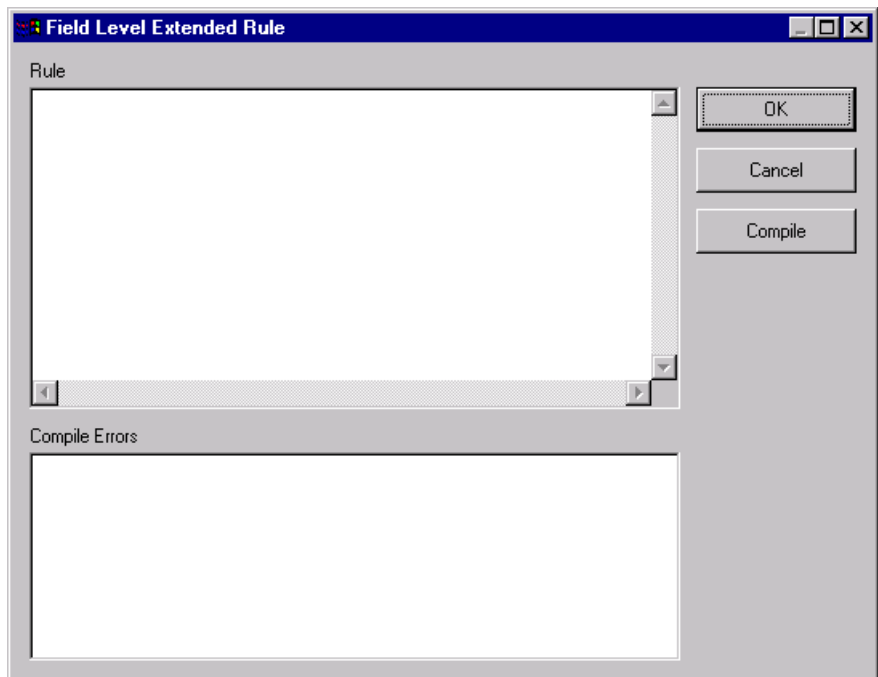 Field Level Extended Rule
Rule
OK
Cancel
Compile
Compile Errors